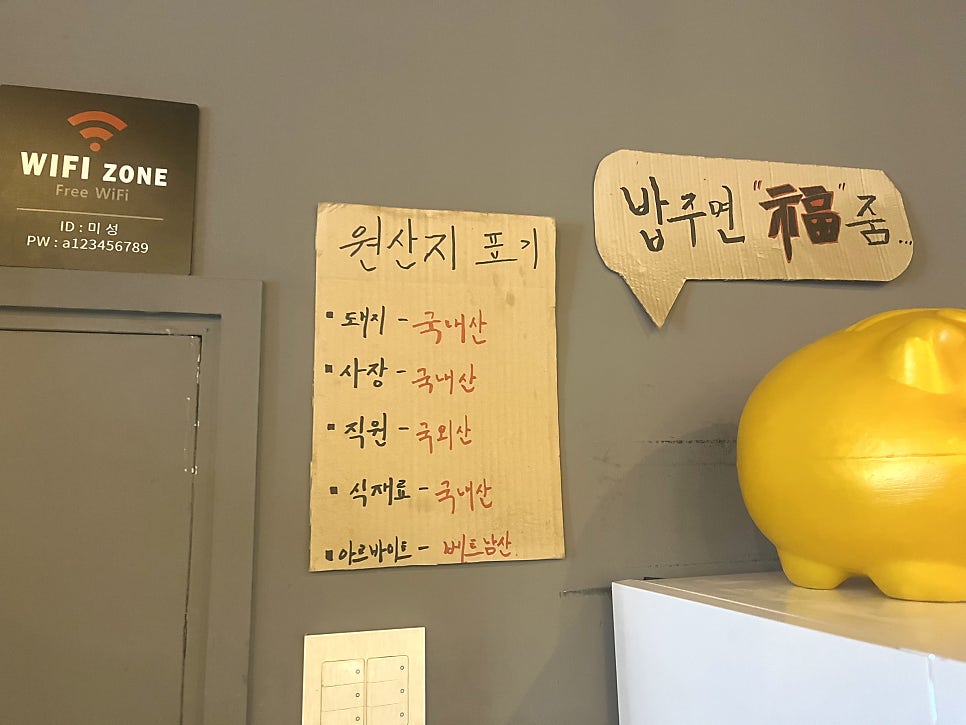 WIFI ZONE
Free WiFi
ID : 미성
PW : a123456789
원산지 표기
▪ 돼지 - 국내산
▪ 사장 - 국내산
▪ 직원 - 국외산
▪ 식재료 - 국내산
▪ 아르바이트 - 베트남산
밥주면 "福" 줌...